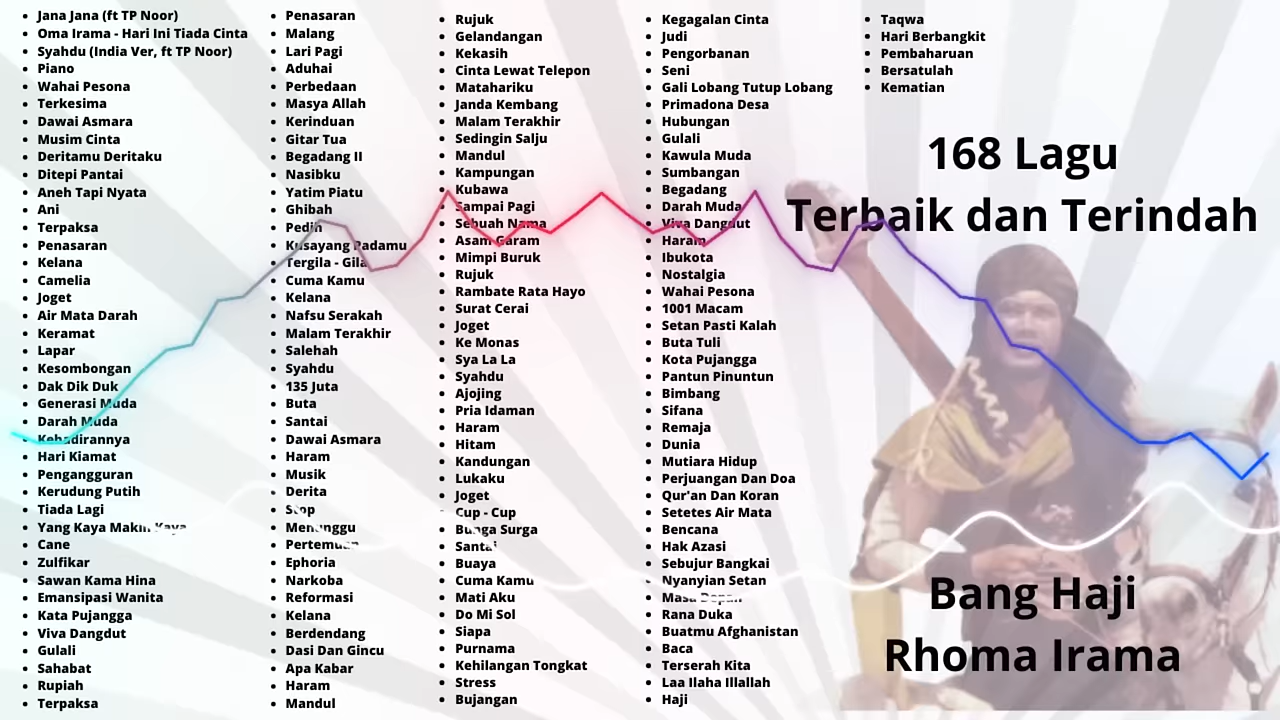 Jana Jana (ft TP Noor)
Oma Irama - Hari Ini Tiada Cinta
Syahdu (India Ver, ft TP Noor)
Piano
Wahai Pesona
Terkesima
Dawai Asmara
Musim Cinta
Deritamu Deritaku
Ditepi Pantai
Aneh Tapi Nyata
Ani
Terpaksa
Penasaran
Kelana
Camelia
Joget
Air Mata Darah
Keramat
Lapar
Kesombongan
Dak Dik Duk
Generasi Muda
Darah Muda
Kehadirannya
Hari Kiamat
Pengangguran
Kerudung Putih
Tiada Lagi
Yang Kaya Makin Kaya
Cane
Zulfikar
Sawan Kama Hina
Emansipasi Wanita
Kata Pujangga
Viva Dangdut
Gulali
Sahabat
Rupiah
Terpaksa
Penasaran
Malang
Lari Pagi
Aduhai
Perbedaan
Masya Allah
Kerinduan
Gitar Tua
Begadang II
Nasibku
Yatim Piatu
Ghibah
Pedih
Kusayang Padamu
Tergila - Gila
Cuma Kamu
Kelana
Nafsu Serakah
Malam Terakhir
Salehah
Syahdu
135 Juta
Buta
Santai
Dawai Asmara
Haram
Musik
Derita
Stop
Menunggu
Pertemuan
Ephoria
Narkoba
Reformasi
Kelana
Berdendang
Dasi Dan Gincu
Apa Kabar
Haram
Mandul
Rujuk
Gelandangan
Kekasih
Cinta Lewat Telepon
Matahariku
Janda Kembang
Malam Terakhir
Sedingin Salju
Mandul
Kampungan
Kubawa
Sampai Pagi
Sebuah Nama
Asam Garam
Mimpi Buruk
Rujuk
Rambate Rata Hayo
Surat Cerai
Joget
Ke Monas
Sya La La
Syahdu
Ajojing
Pria Idaman
Haram
Hitam
Kandungan
Lukaku
Joget
Cup - Cup
Bunga Surga
Santai
Buaya
Cuma Kamu
Mati Aku
Do Mi Sol
Siapa
Purnama
Kehilangan Tongkat
Stress
Bujangan
Kegagalan Cinta
Judi
Pengorbanan
Seni
Gali Lobang Tutup Lobang
Primadona Desa
Hubungan
Gulali
Kawula Muda
Sumbangan
Begadang
Darah Muda
Viva Dangdut
Haram
Ibukota
Nostalgia
Wahai Pesona
1001 Macam
Setan Pasti Kalah
Buta Tuli
Kota Pujangga
Pantun Pinuntun
Bimbang
Sifana
Remaja
Dunia
Mutiara Hidup
Perjuangan Dan Doa
Qur'an Dan Koran
Setetes Air Mata
Bencana
Hak Azasi
Sebujur Bangkai
Nyanyian Setan
Masa Depan
Rana Duka
Buatmu Afghanistan
Baca
Terserah Kita
Laa Ilaha Illallah
Haji
Taqwa
Hari Berbangkit
Pembaharuan
Bersatulah
Kematian
168 Lagu
Terbaik dan Terindah
Bang Haji
Rhoma Irama